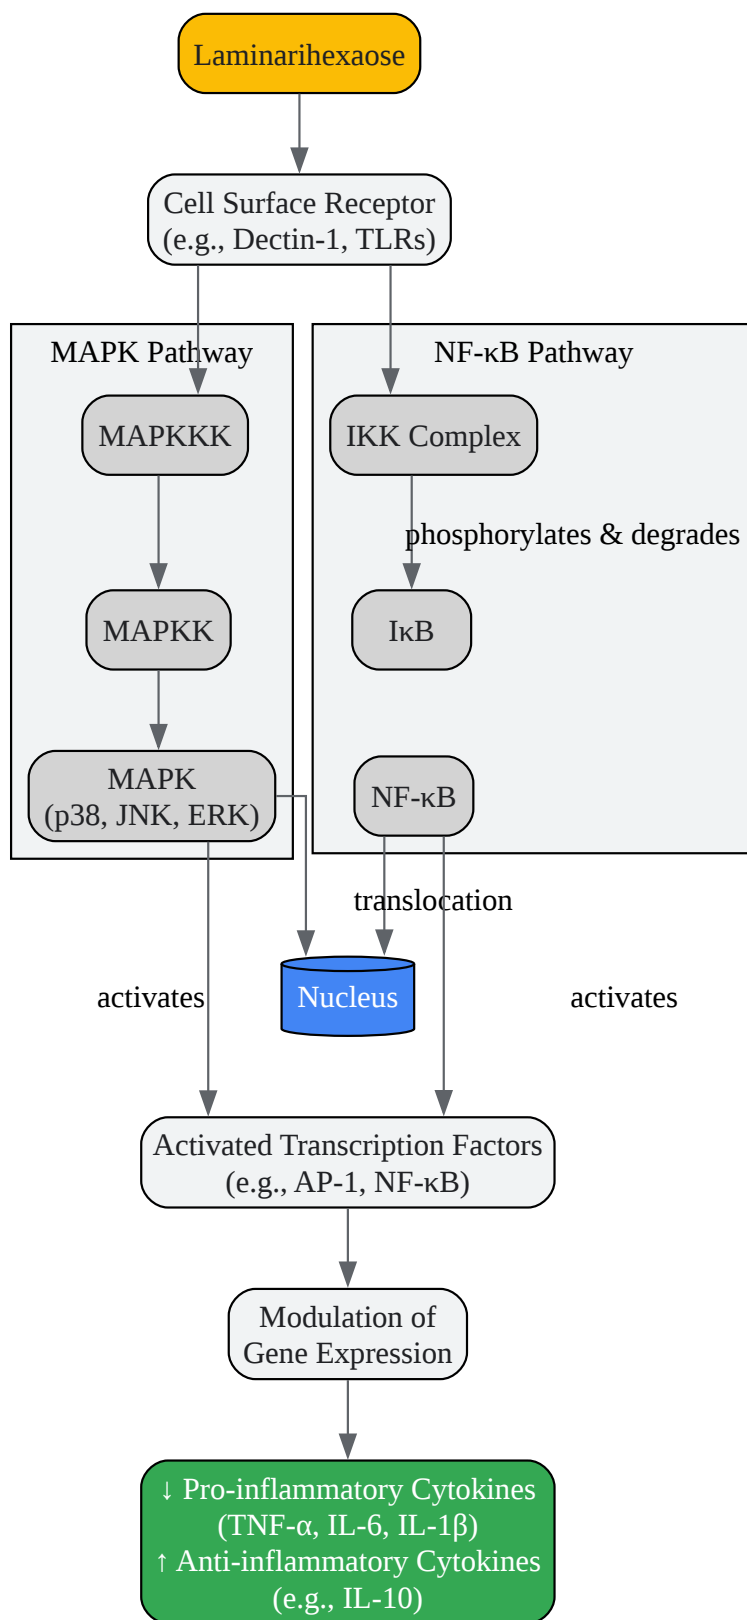 Laminarihexaose
Cell Surface Receptor
(e.g., Dectin-1, TLRs)
MAPK Pathway
NF-κB Pathway
MAPKKK
IKK Complex
phosphorylates & degrades
MAPKK
IκB
MAPK
(p38, JNK, ERK)
NF-κB
translocation
activates
Nucleus
activates
Activated Transcription Factors
(e.g., AP-1, NF-κB)
Modulation of
Gene Expression
↓ Pro-inflammatory Cytokines
(TNF-α, IL-6, IL-1β)
↑ Anti-inflammatory Cytokines
(e.g., IL-10)